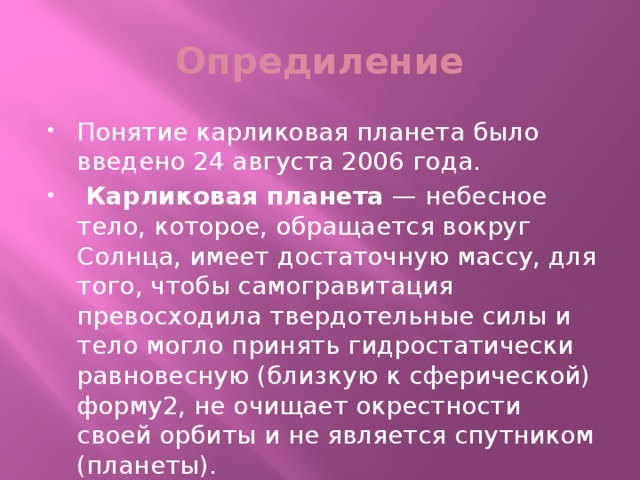 Опредиление
• Понятие карликовая планета было
введено 24 августа 2006 года.
• Карликовая планета — небесное
тело, которое, обращается вокруг
Солнца, имеет достаточную массу, для
того, чтобы самогравитация
превосходила твердотельные силы и
тело могло принять гидростатически
равновесную (близкую к сферической)
форму2, не очищает окрестности
своей орбиты и не является спутником
(планеты).